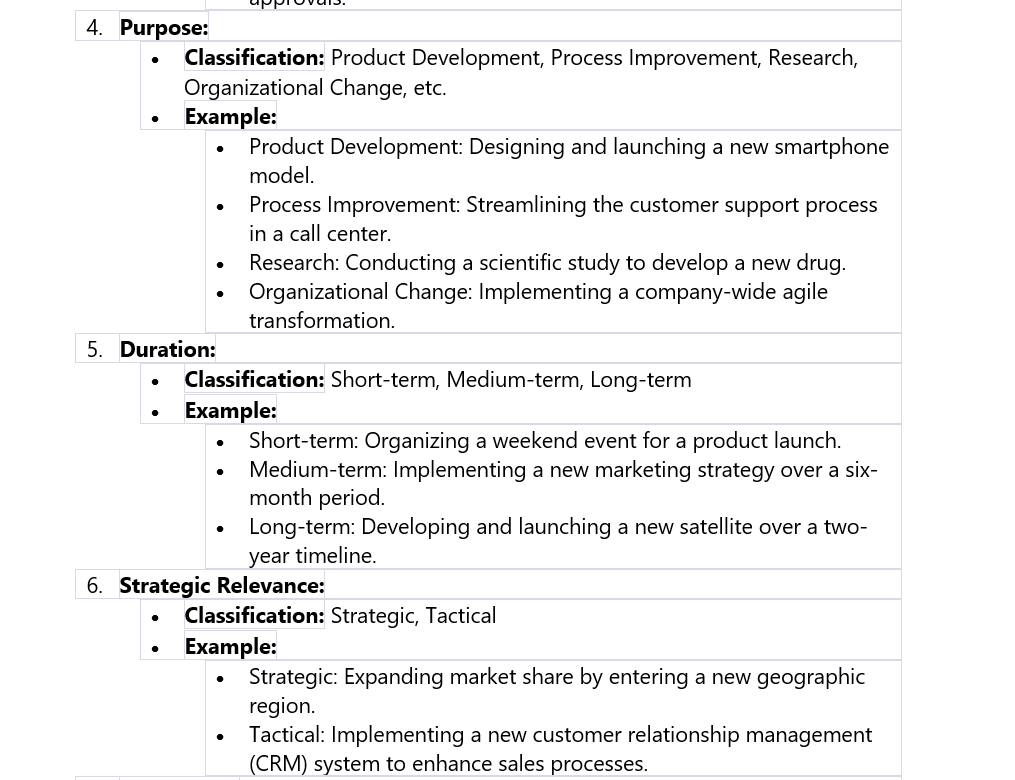 approvals.
4. Purpose:
• Classification: Product Development, Process Improvement, Research,
Organizational Change, etc.
• Example:
• Product Development: Designing and launching a new smartphone
model.
• Process Improvement: Streamlining the customer support process
in a call center.
• Research: Conducting a scientific study to develop a new drug.
• Organizational Change: Implementing a company-wide agile
transformation.
5. Duration:
• Classification: Short-term, Medium-term, Long-term
• Example:
• Short-term: Organizing a weekend event for a product launch.
• Medium-term: Implementing a new marketing strategy over a six-
month period.
• Long-term: Developing and launching a new satellite over a two-
year timeline.
6. Strategic Relevance:
• Classification: Strategic, Tactical
• Example:
• Strategic: Expanding market share by entering a new geographic
region.
• Tactical: Implementing a new customer relationship management
(CRM) system to enhance sales processes.